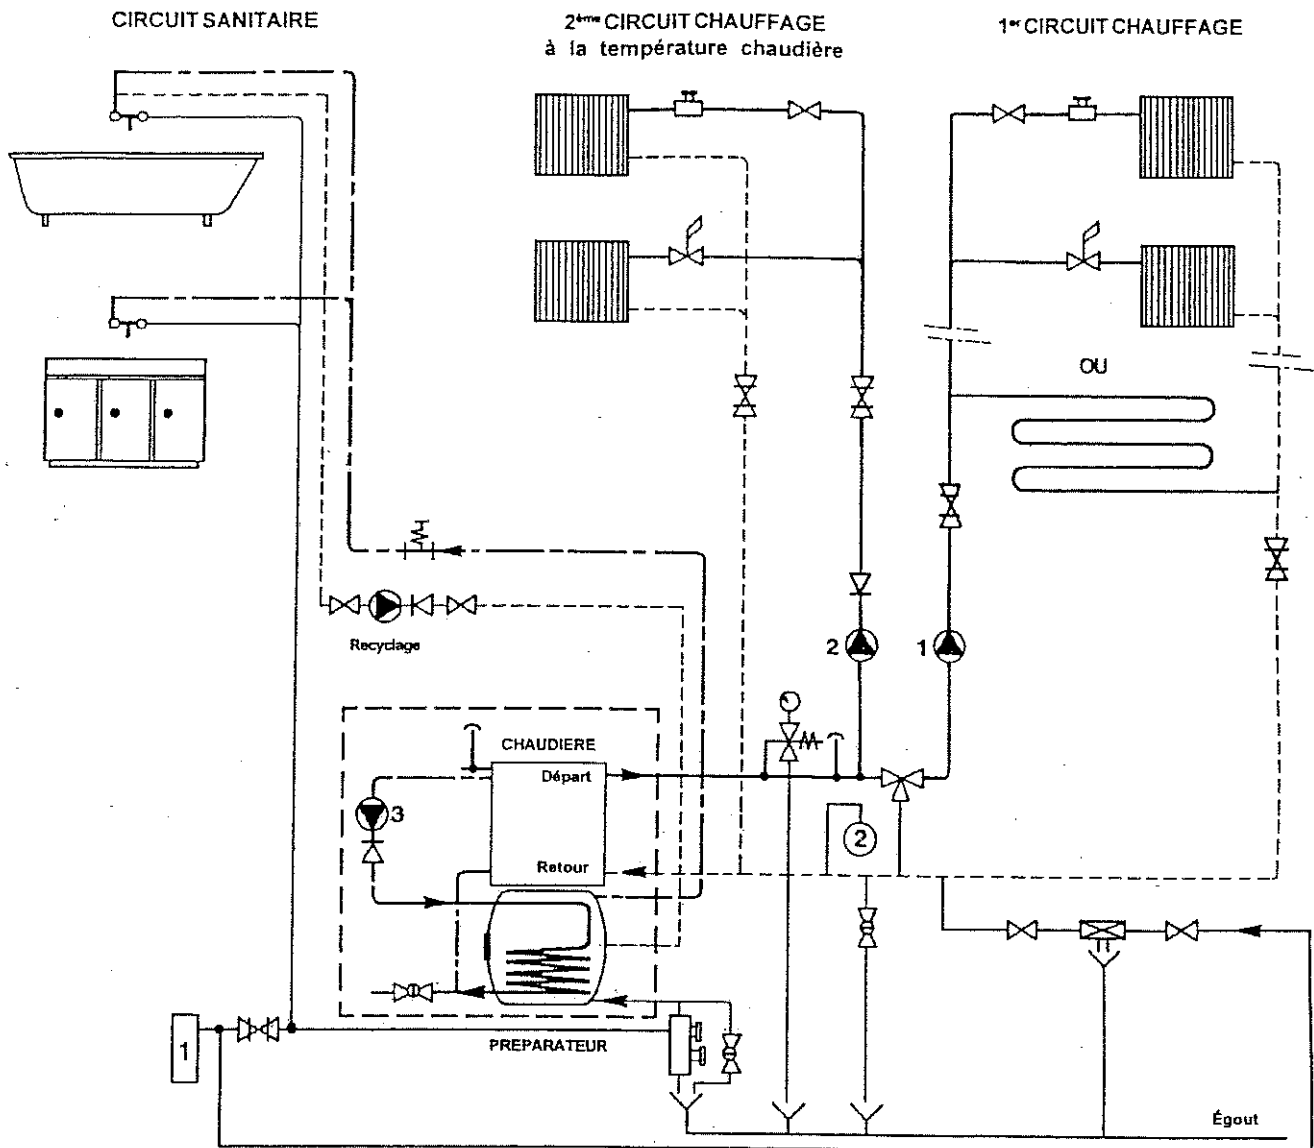 CIRCUIT SANITAIRE
2ème CIRCUIT CHAUFFAGE
à la température chaudière
1er CIRCUIT CHAUFFAGE
OU
Recyclage
2
1
CHAUDIERE
Départ
3
2
Retour
PREPARATEUR
1
Égout